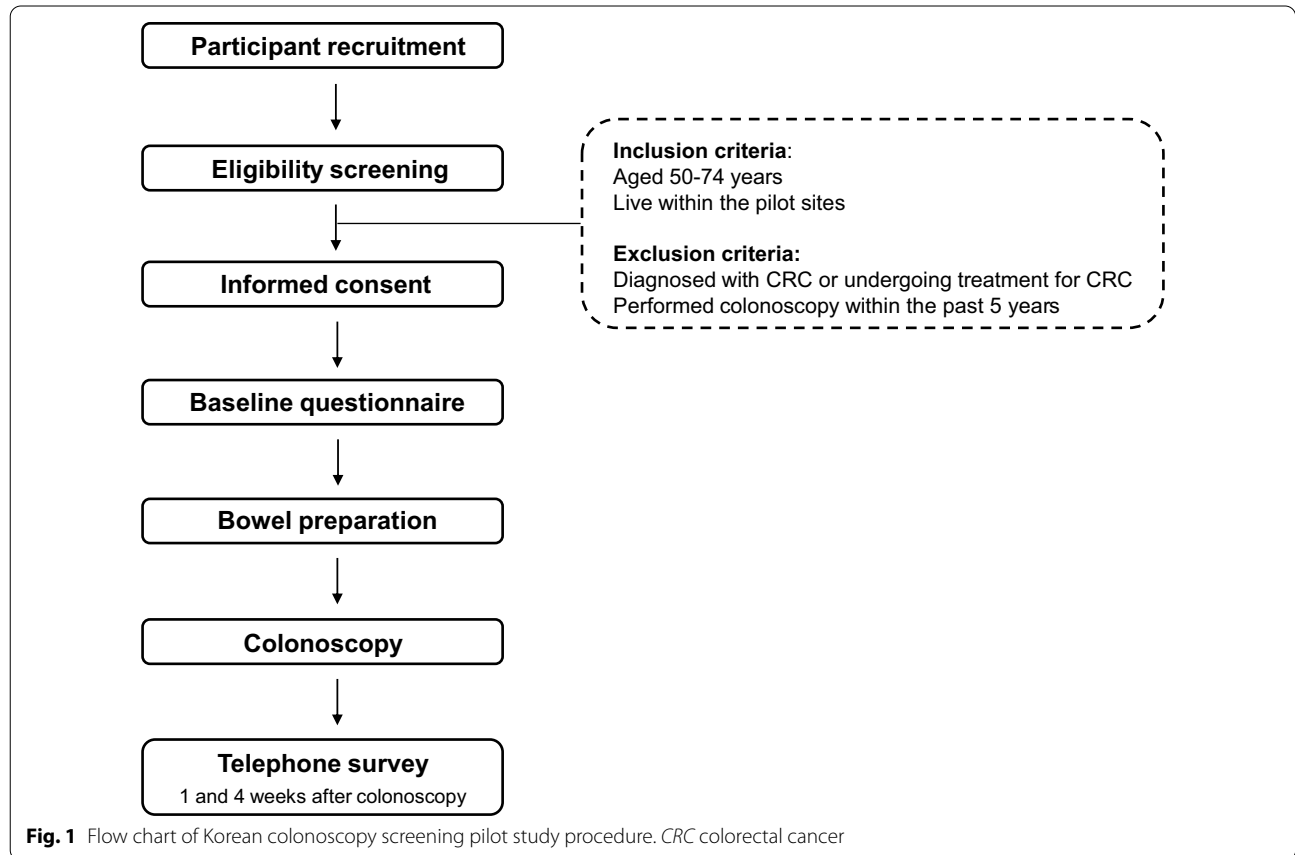 Participant recruitment
Eligibility screening
Inclusion criteria:
Aged 50-74 years
Live within the pilot sites
Exclusion criteria:
Diagnosed with CRC or undergoing treatment for CRC
Performed colonoscopy within the past 5 years
Informed consent
Baseline questionnaire
Bowel preparation
Colonoscopy
Telephone survey
1 and 4 weeks after colonoscopy
Fig. 1 Flow chart of Korean colonoscopy screening pilot study procedure. CRC colorectal cancer